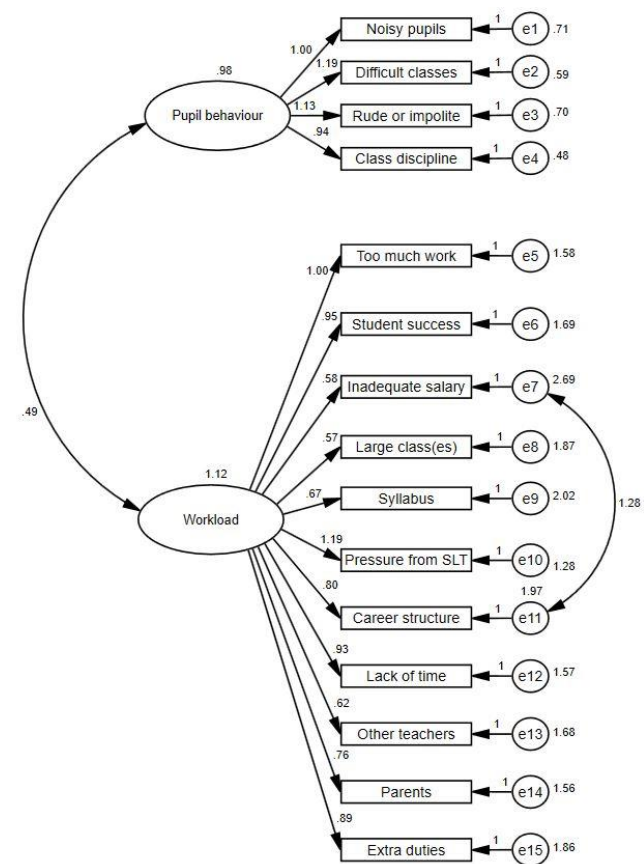 Noisy pupils 1 e1 .71
.98 1.00
1.19 Difficult classes 1 e2 .59
Pupil behaviour 1.13 Rude or impolite 1 e3 .70
.94 Class discipline 1 e4 .48
1.00 Too much work 1 e5 1.58
.95 Student success 1 e6 1.69
.58 Inadequate salary 1 e7 2.69
.49
.57 Large class(es) 1 e8 1.87
1.12
.67 Syllabus 1 e9 2.02
1.28
Workload
1.19 Pressure from SLT 1 e10 1.28
1.97
.80 Career structure 1 e11
.93 Lack of time 1 e12 1.57
.62 Other teachers 1 e13 1.68
.76 Parents 1 e14 1.56
.89 Extra duties 1 e15 1.86